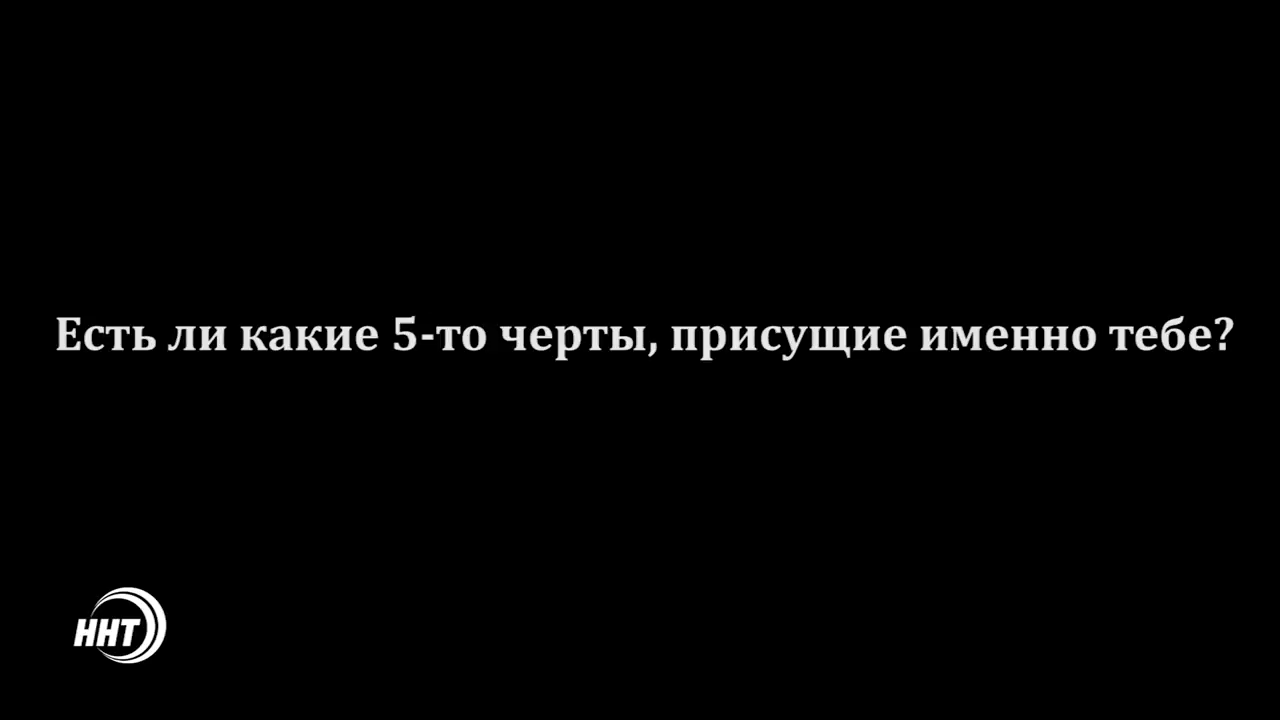 Есть ли какие 5-то черты, присущие именно тебе?
ННТ